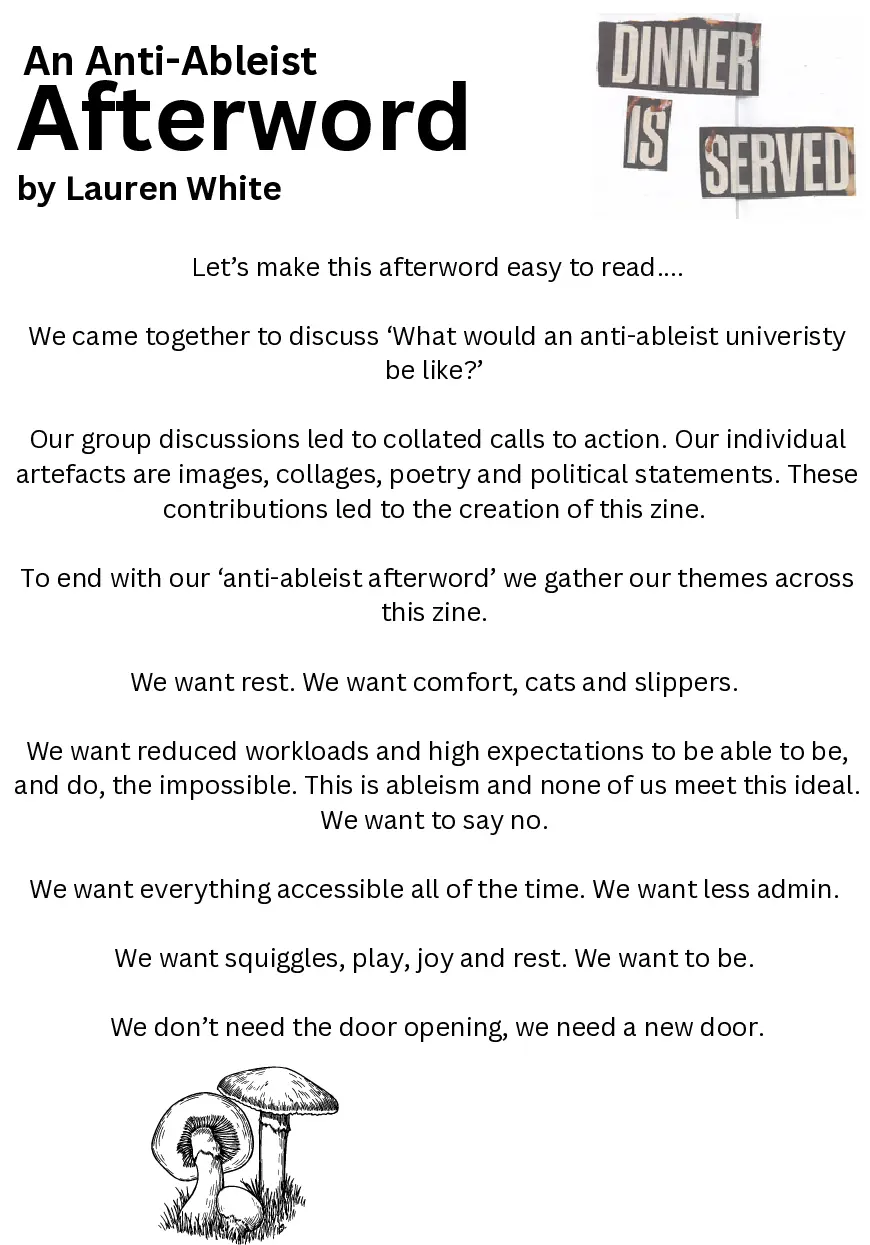 An Anti-Ableist
Afterword
by Lauren White
DINNER
IS
SERVED
Let’s make this afterword easy to read....
We came together to discuss ‘What would an anti-ableist univeristy
be like?’
Our group discussions led to collated calls to action. Our individual
artefacts are images, collages, poetry and political statements. These
contributions led to the creation of this zine.
To end with our ‘anti-ableist afterword’ we gather our themes across
this zine.
We want rest. We want comfort, cats and slippers.
We want reduced workloads and high expectations to be able to be,
and do, the impossible. This is ableism and none of us meet this ideal.
We want to say no.
We want everything accessible all of the time. We want less admin.
We want squiggles, play, joy and rest. We want to be.
We don’t need the door opening, we need a new door.